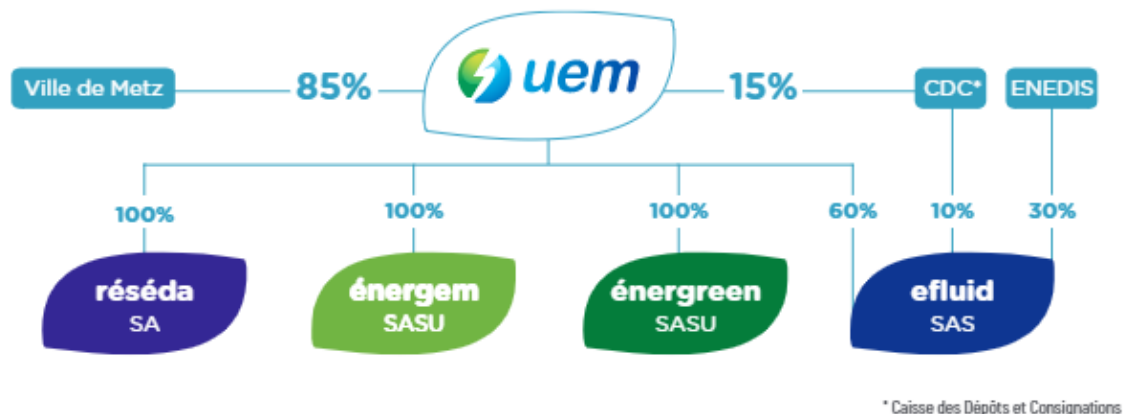 uem
Ville de Metz
85%
15%
CDC*
ENEDIS
100%
100%
100%
60%
10%
30%
réséda
SA
énergem
SASU
énergreen
SASU
efluid
SAS
* Caisse des Dépôts et Consignations